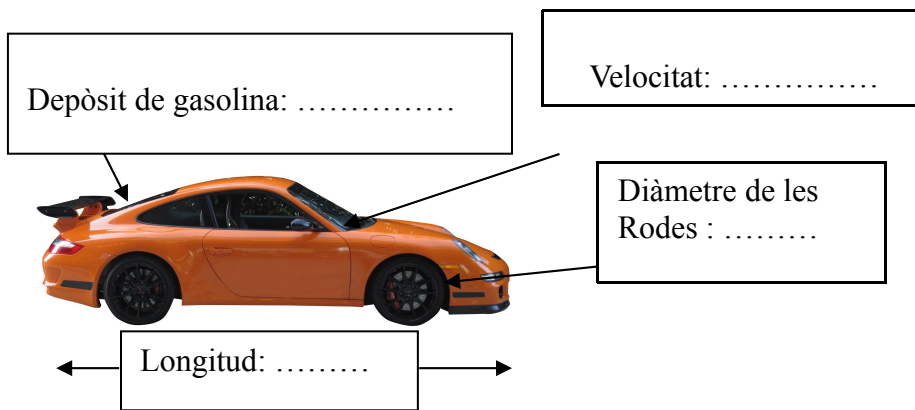 Depòsit de gasolina: ……………
Velocitat: ……………
Diàmetre de les
Rodes : ………
Longitud: ………